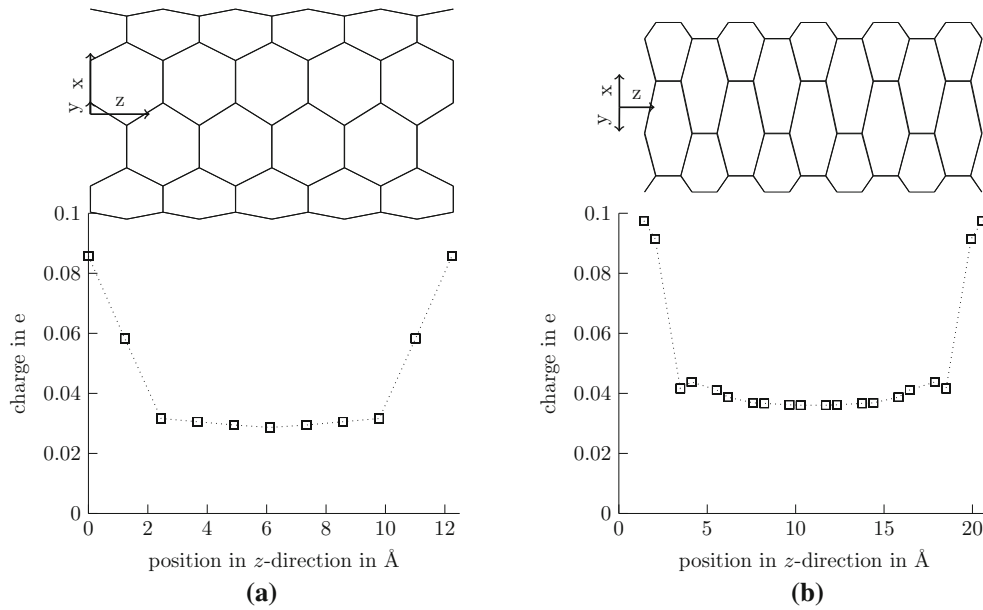 x
y
z
0.1
0.08
0.06
0.04
0.02
0
charge in e
0 2 4 6 8 10 12
position in z-direction in Å
(a)
x
y
z
0.1
0.08
0.06
0.04
0.02
0
charge in e
0 5 10 15 20
position in z-direction in Å
(b)